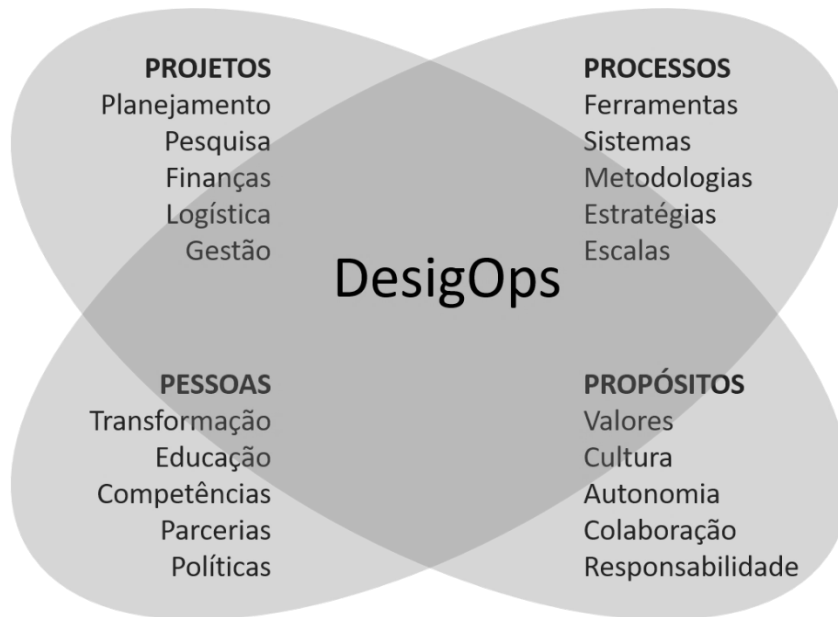 PROJETOS
Planejamento
Pesquisa
Finanças
Logística
Gestão
PROCESSOS
Ferramentas
Sistemas
Metodologias
Estratégias
Escalas
DesigOps
PESSOAS
Transformação
Educação
Competências
Parcerias
Políticas
PROPÓSITOS
Valores
Cultura
Autonomia
Colaboração
Responsabilidade